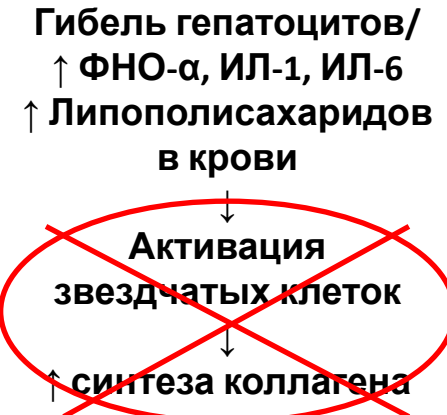 Гибель гепатоцитов/
↑ ФНО-α, ИЛ-1, ИЛ-6
↑ Липополисахаридов
в крови
↓
Активация
звездчатых клеток
↓
↑ синтеза коллагена